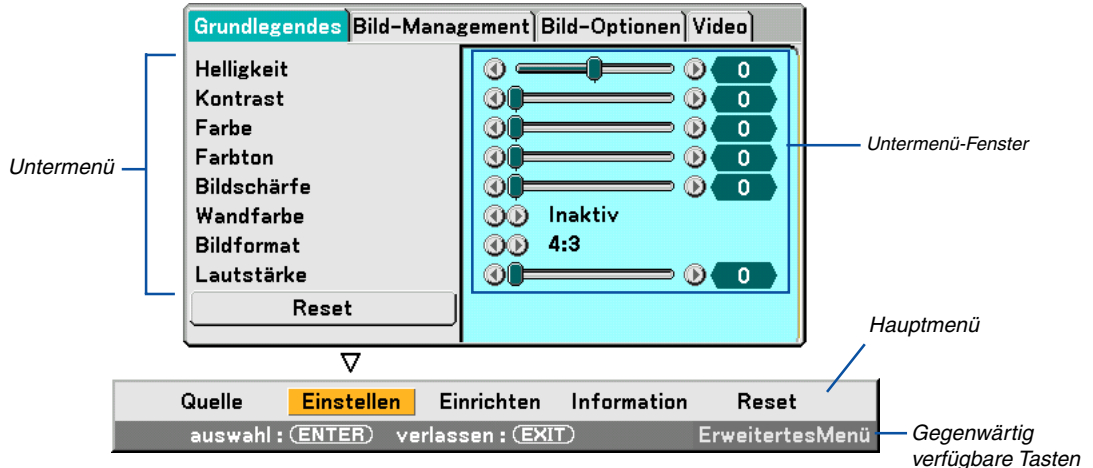 Grundlegendes Bild-Management Bild-Optionen Video
Helligkeit 0
Kontrast 0
Farbe 0
Farbton 0
Bildschärfe 0
Wandfarbe Inaktiv
Bildformat 4:3
Lautstärke 0
Reset
Untermenü
Untermenü-Fenster
Hauptmenü
Quelle Einstellen Einrichten Information Reset
auswahl : ENTER verlassen : EXIT ErweitertesMenü
Gegenwärtig
verfügbare Tasten